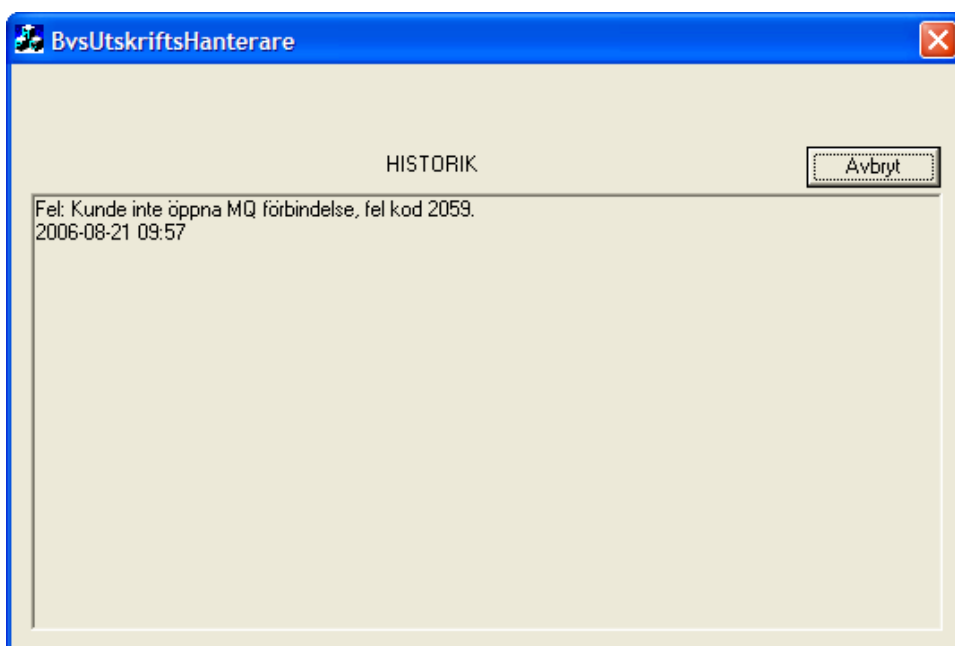 BvsUtskriftsHanterare
HISTORIK
Avbryt
Fel: Kunde inte öppna MQ förbindelse, fel kod 2059.
2006-08-21 09:57